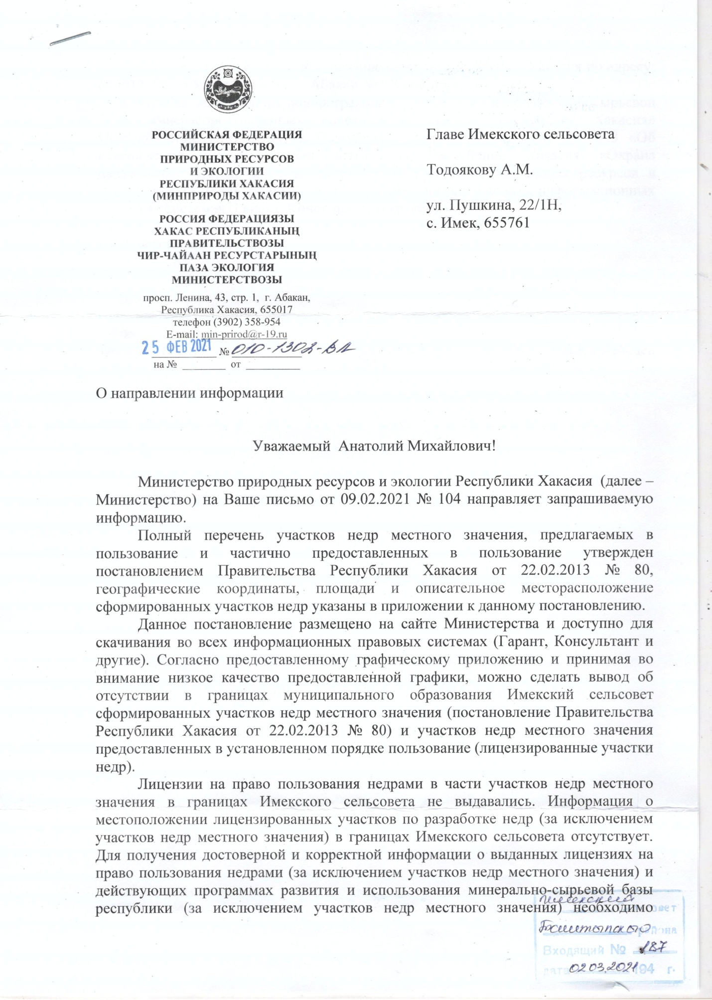 РОССИЙСКАЯ ФЕДЕРАЦИЯ
МИНИСТЕРСТВО
ПРИРОДНЫХ РЕСУРСОВ
И ЭКОЛОГИИ
РЕСПУБЛИКИ ХАКАСИЯ
(МИНПРИРОДЫ ХАКАСИИ)
РОССИЯ ФЕДЕРАЦИЯЗЫ
ХАКАС РЕСПУБЛИКАНЫҢ
ПРАВИТЕЛЬСТВОЗЫ
ЧИР-ЧАЙААН РЕСУРСТАРЫНЫҢ
ПАЗА ЭКОЛОГИЯ
МИНИСТЕРСТВОЗЫ
просп. Ленина, 43, стр. 1, г. Абакан,
Республика Хакасия, 655017
телефон (3902) 358-954
E-mail: min-prirod@r-19.ru
25 ФЕВ 2021 № 010-1302-ВЛ
на № ________ от __________
Главе Имекского сельсовета
Тодоякову А.М.
ул. Пушкина, 22/1Н,
с. Имек, 655761
О направлении информации
Уважаемый Анатолий Михайлович!
Министерство природных ресурсов и экологии Республики Хакасия (далее –
Министерство) на Ваше письмо от 09.02.2021 № 104 направляет запрашиваемую
информацию.
Полный перечень участков недр местного значения, предлагаемых в
пользование и частично предоставленных в пользование утвержден
постановлением Правительства Республики Хакасия от 22.02.2013 № 80,
географические координаты, площади и описательное месторасположение
сформированных участков недр указаны в приложении к данному постановлению.
Данное постановление размещено на сайте Министерства и доступно для
скачивания во всех информационных правовых системах (Гарант, Консультант и
другие). Согласно предоставленному графическому приложению и принимая во
внимание низкое качество предоставленной графики, можно сделать вывод об
отсутствии в границах муниципального образования Имекский сельсовет
сформированных участков недр местного значения (постановление Правительства
Республики Хакасия от 22.02.2013 № 80) и участков недр местного значения
предоставленных в установленном порядке пользование (лицензированные участки
недр).
Лицензии на право пользования недрами в части участков недр местного
значения в границах Имекского сельсовета не выдавались. Информация о
местоположении лицензированных участков по разработке недр (за исключением
участков недр местного значения) в границах Имекского сельсовета отсутствует.
Для получения достоверной и корректной информации о выданных лицензиях на
право пользования недрами (за исключением участков недр местного значения) и
действующих программах развития и использования минерально-сырьевой базы
республики (за исключением участков недр местного значения) необходимо
Имекский
района
Входящий № 187
дата 02.03.2021 194 г.